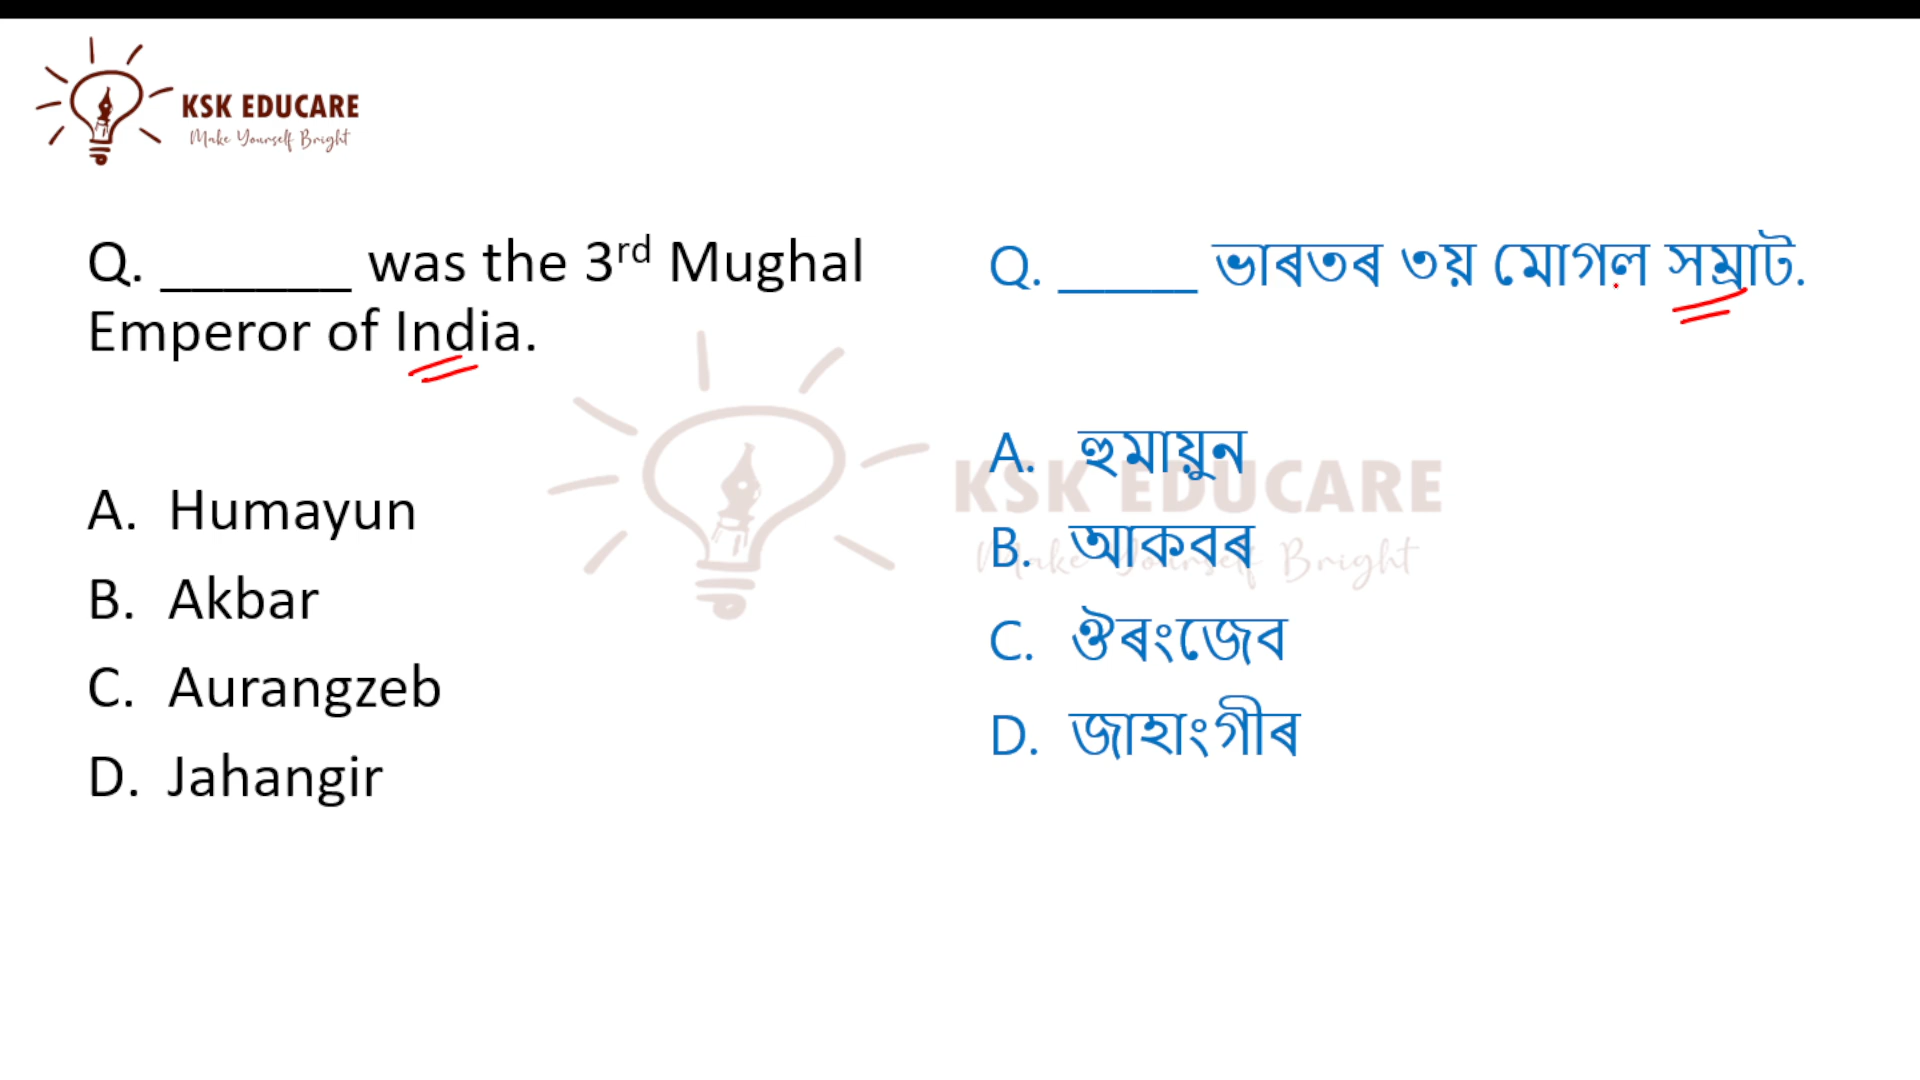 KSK EDUCARE
Make Yourself Bright
Q. ______ was the 3rd Mughal
Emperor of India.
A. Humayun
B. Akbar
C. Aurangzeb
D. Jahangir
Q. _____ ভাৰতৰ ৩য় মোগল সম্ৰাট.
A. হুমায়ুন
B. আকবৰ
C. ঔৰংজেব
D. জাহাংগীৰ
KSK EDUCARE
Make Yourself Bright